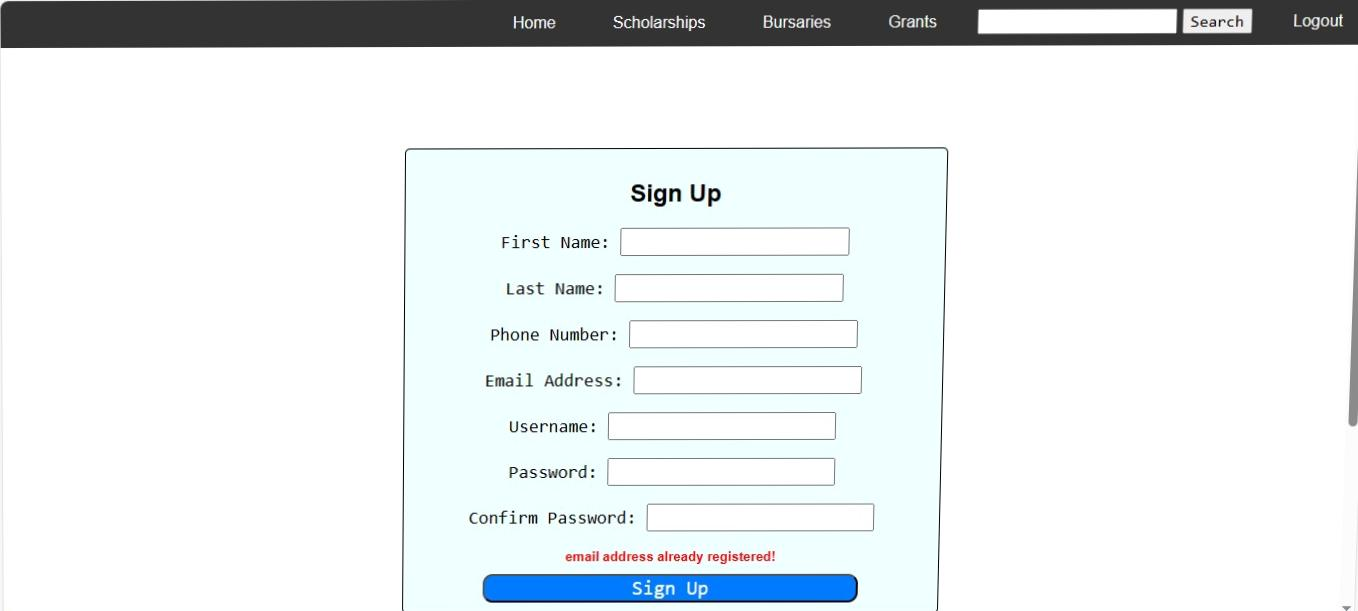 Home Scholarships Bursaries Grants Search Logout
Sign Up
First Name:
Last Name:
Phone Number:
Email Address:
Username:
Password:
Confirm Password:
email address already registered!
Sign Up